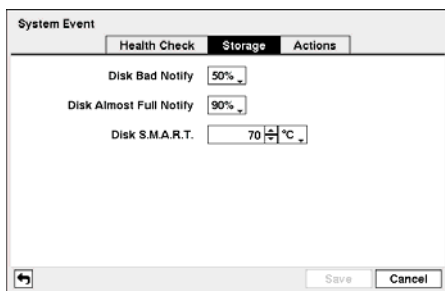 System Event
Health Check Storage Actions
Disk Bad Notify 50%
Disk Almost Full Notify 90%
Disk S.M.A.R.T. 70 °C
Save Cancel